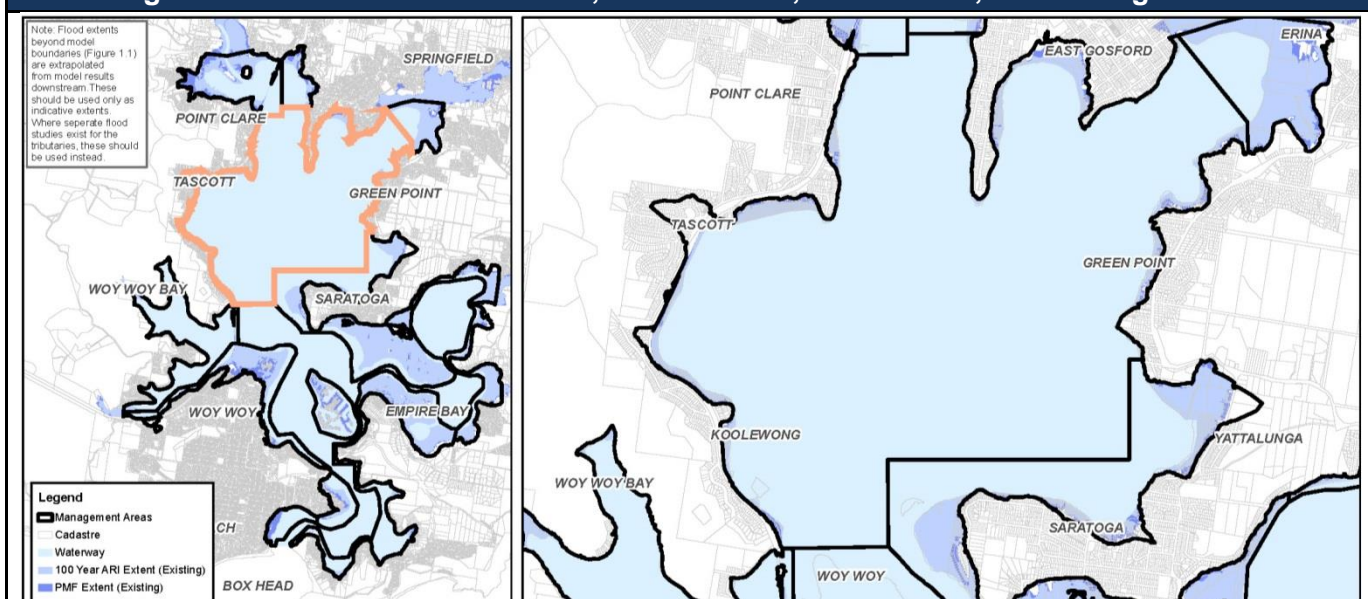 Note: Flood extents
beyond model
boundaries (Figure 1.1)
are extrapolated
from model results
downstream.These
should be used only as
indicative extents.
Where seperate flood
studies exist for the
tributaries, these should
be used instead.
SPRINGFIELD
POINT CLARE
TASCOTT
GREEN POINT
WOY WOY BAY
SARATOGA
WOY WOY
EMPIRE BAY
CH
BOX HEAD
Legend
Management Areas
Cadastre
Waterway
100 Year ARI Extent (Existing)
PMF Extent (Existing)
ERINA
EAST GOSFORD
POINT CLARE
TASCOTT
GREEN POINT
KOOLEWONG
YATTALUNGA
WOY WOY BAY
SARATOGA
WOY WOY